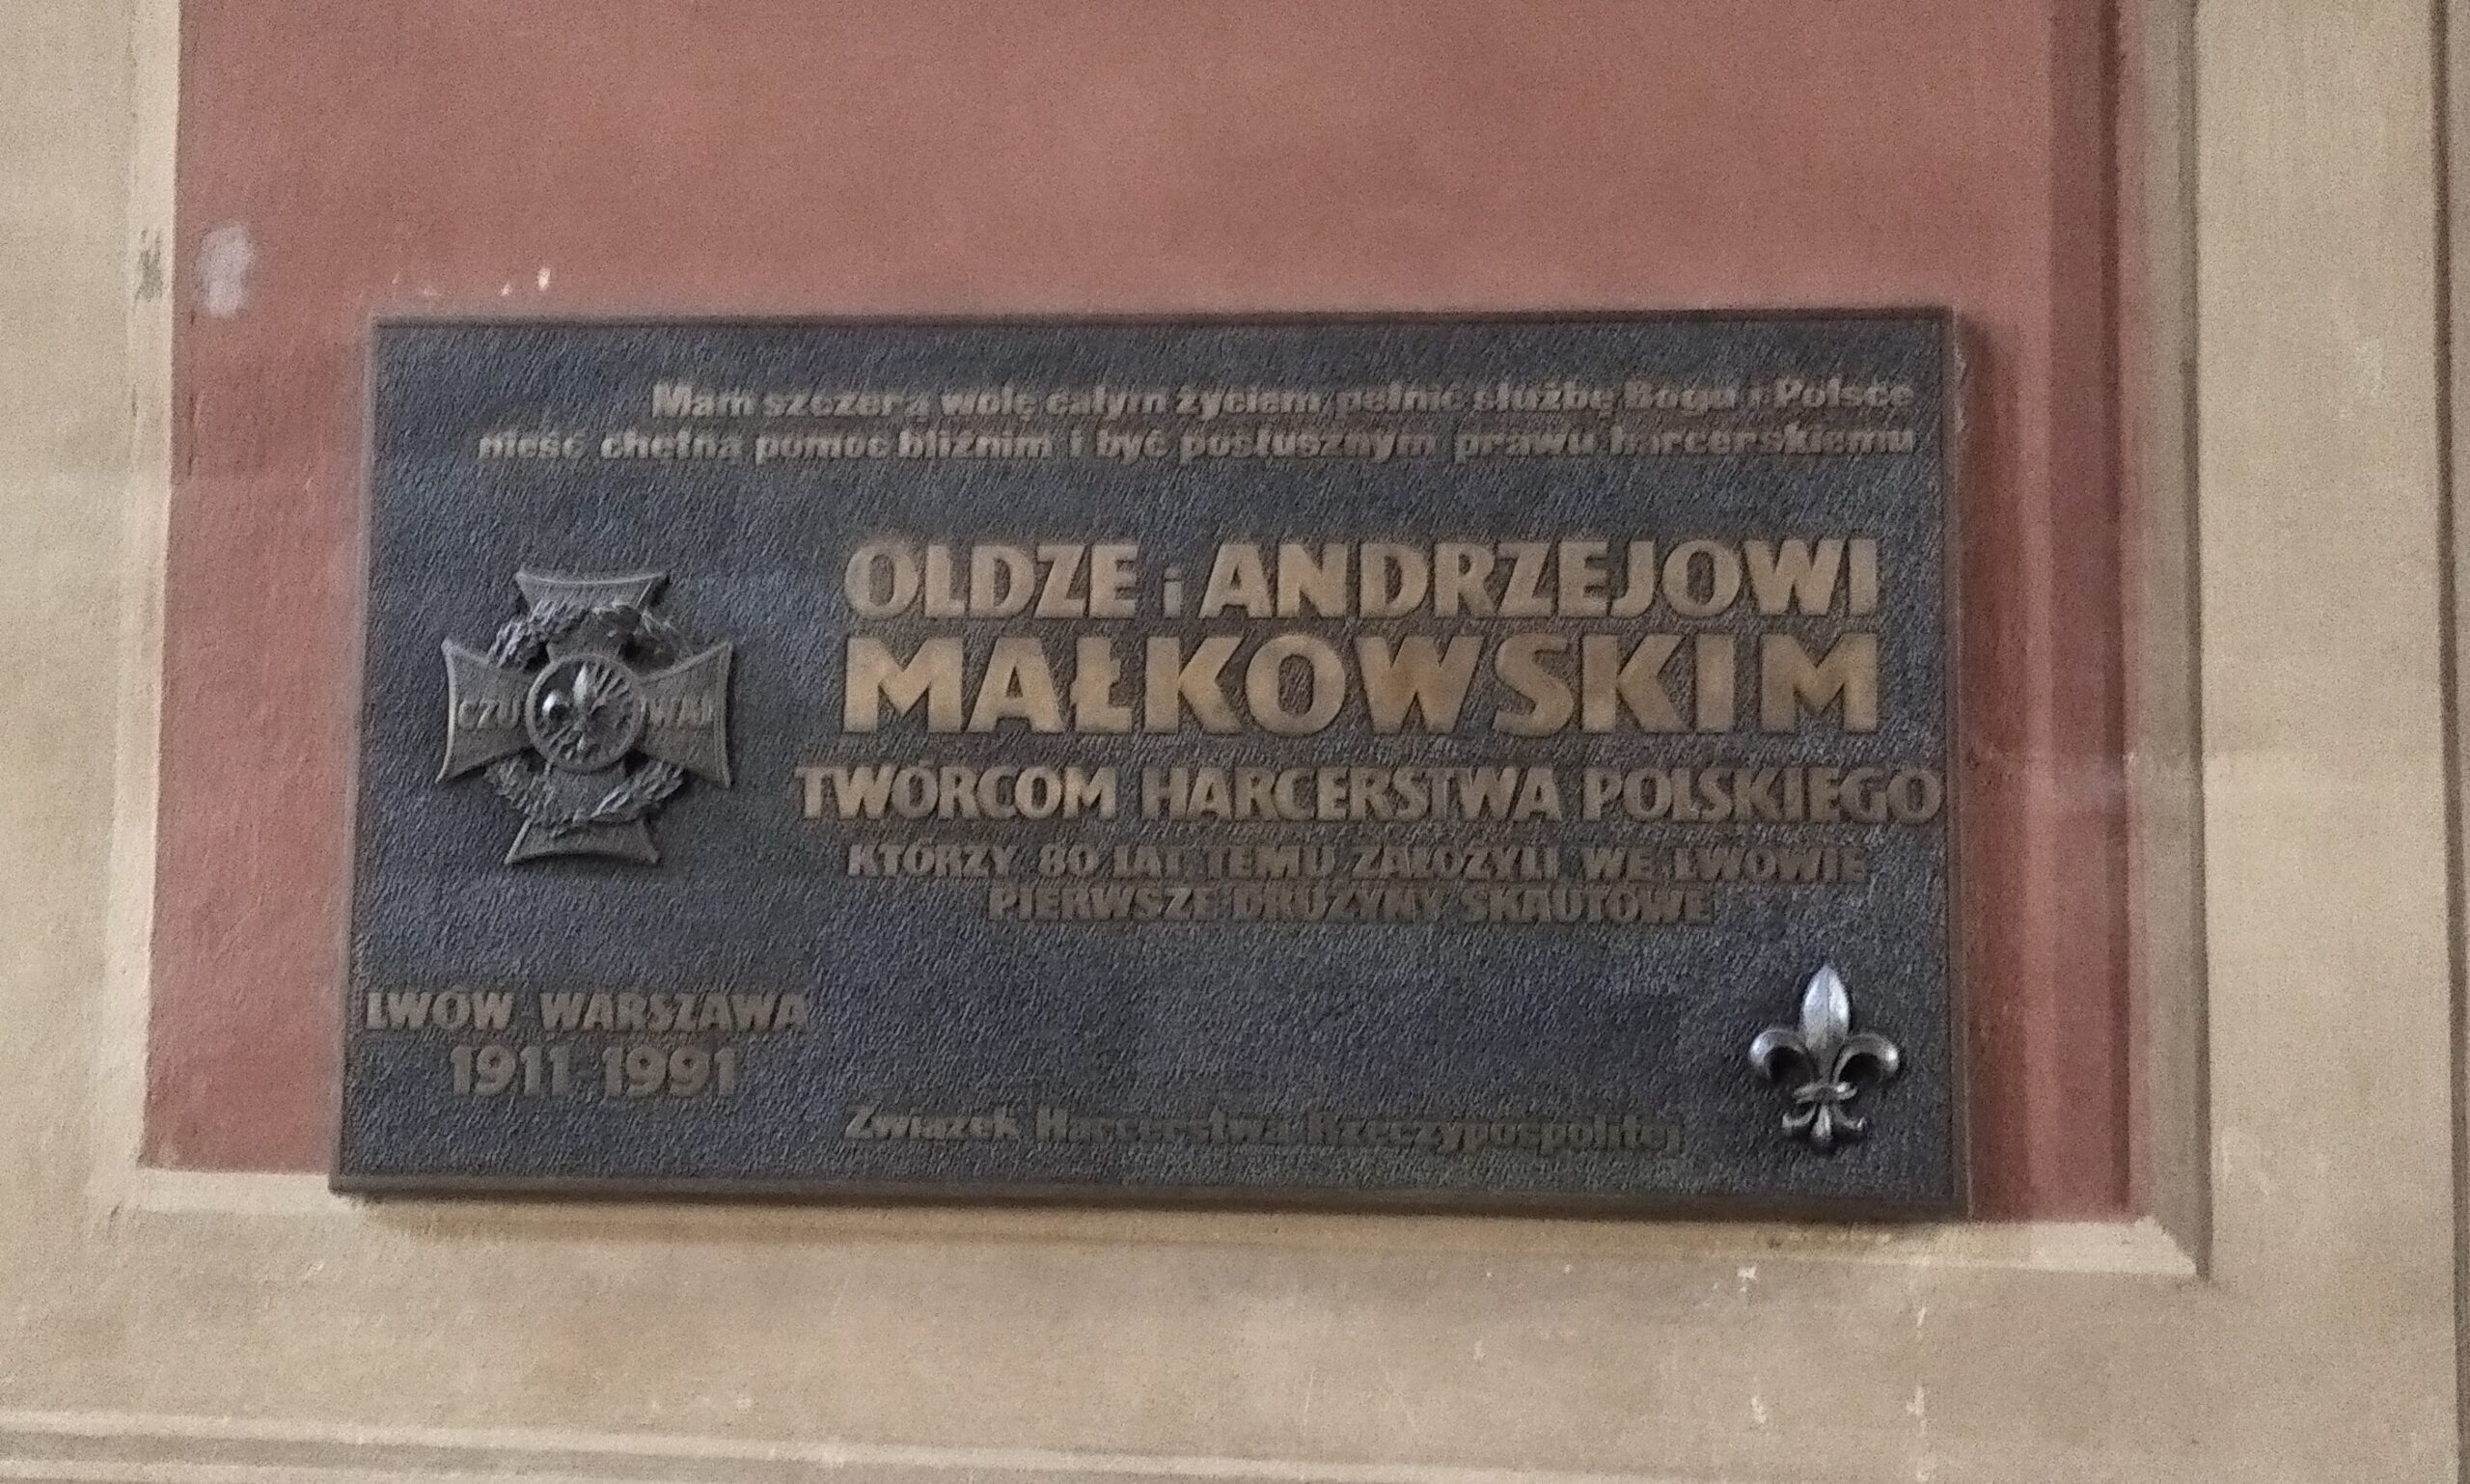 Mam szczerą wolę całym życiem pełnić służbę Bogu i Polsce
nieść chętną pomoc bliźnim i być posłusznym prawu harcerskiemu
OLDZE i ANDRZEJOWI
MAŁKOWSKIM
CZUWAJ
TWÓRCOM HARCERSTWA POLSKIEGO
KTÓRZY 80 LAT TEMU ZAŁOŻYLI WE LWOWIE
PIERWSZE DRUŻYNY SKAUTOWE
LWÓW WARSZAWA
1911-1991
Związek Harcerstwa Rzeczypospolitej